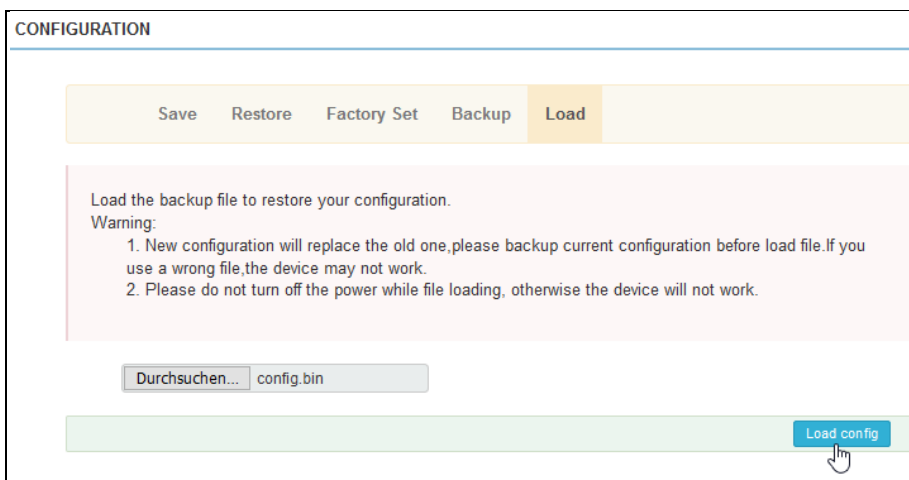 CONFIGURATION
Save Restore Factory Set Backup Load
Load the backup file to restore your configuration.
Warning:
1. New configuration will replace the old one,please backup current configuration before load file.If you
use a wrong file,the device may not work.
2. Please do not turn off the power while file loading, otherwise the device will not work.
Durchsuchen... config.bin
Load config